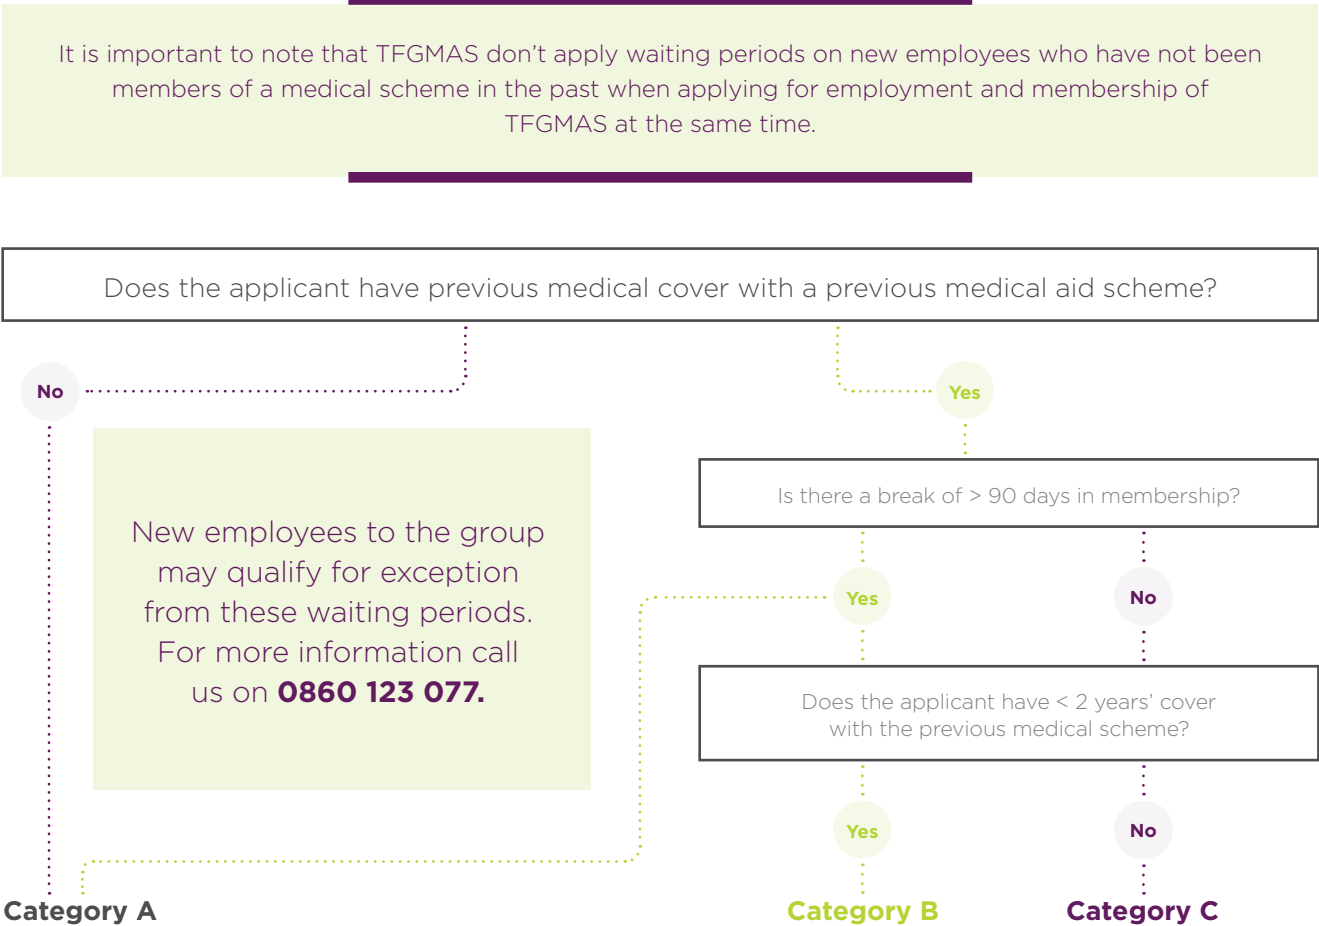 It is important to note that TFGMAS don’t apply waiting periods on new employees who have not been
members of a medical scheme in the past when applying for employment and membership of
TFGMAS at the same time.
Does the applicant have previous medical cover with a previous medical aid scheme?
No
Yes
Is there a break of > 90 days in membership?
New employees to the group
may qualify for exception
from these waiting periods.
For more information call
us on 0860 123 077.
Yes
No
Does the applicant have < 2 years’ cover
with the previous medical scheme?
Yes
No
Category A
Category B
Category C